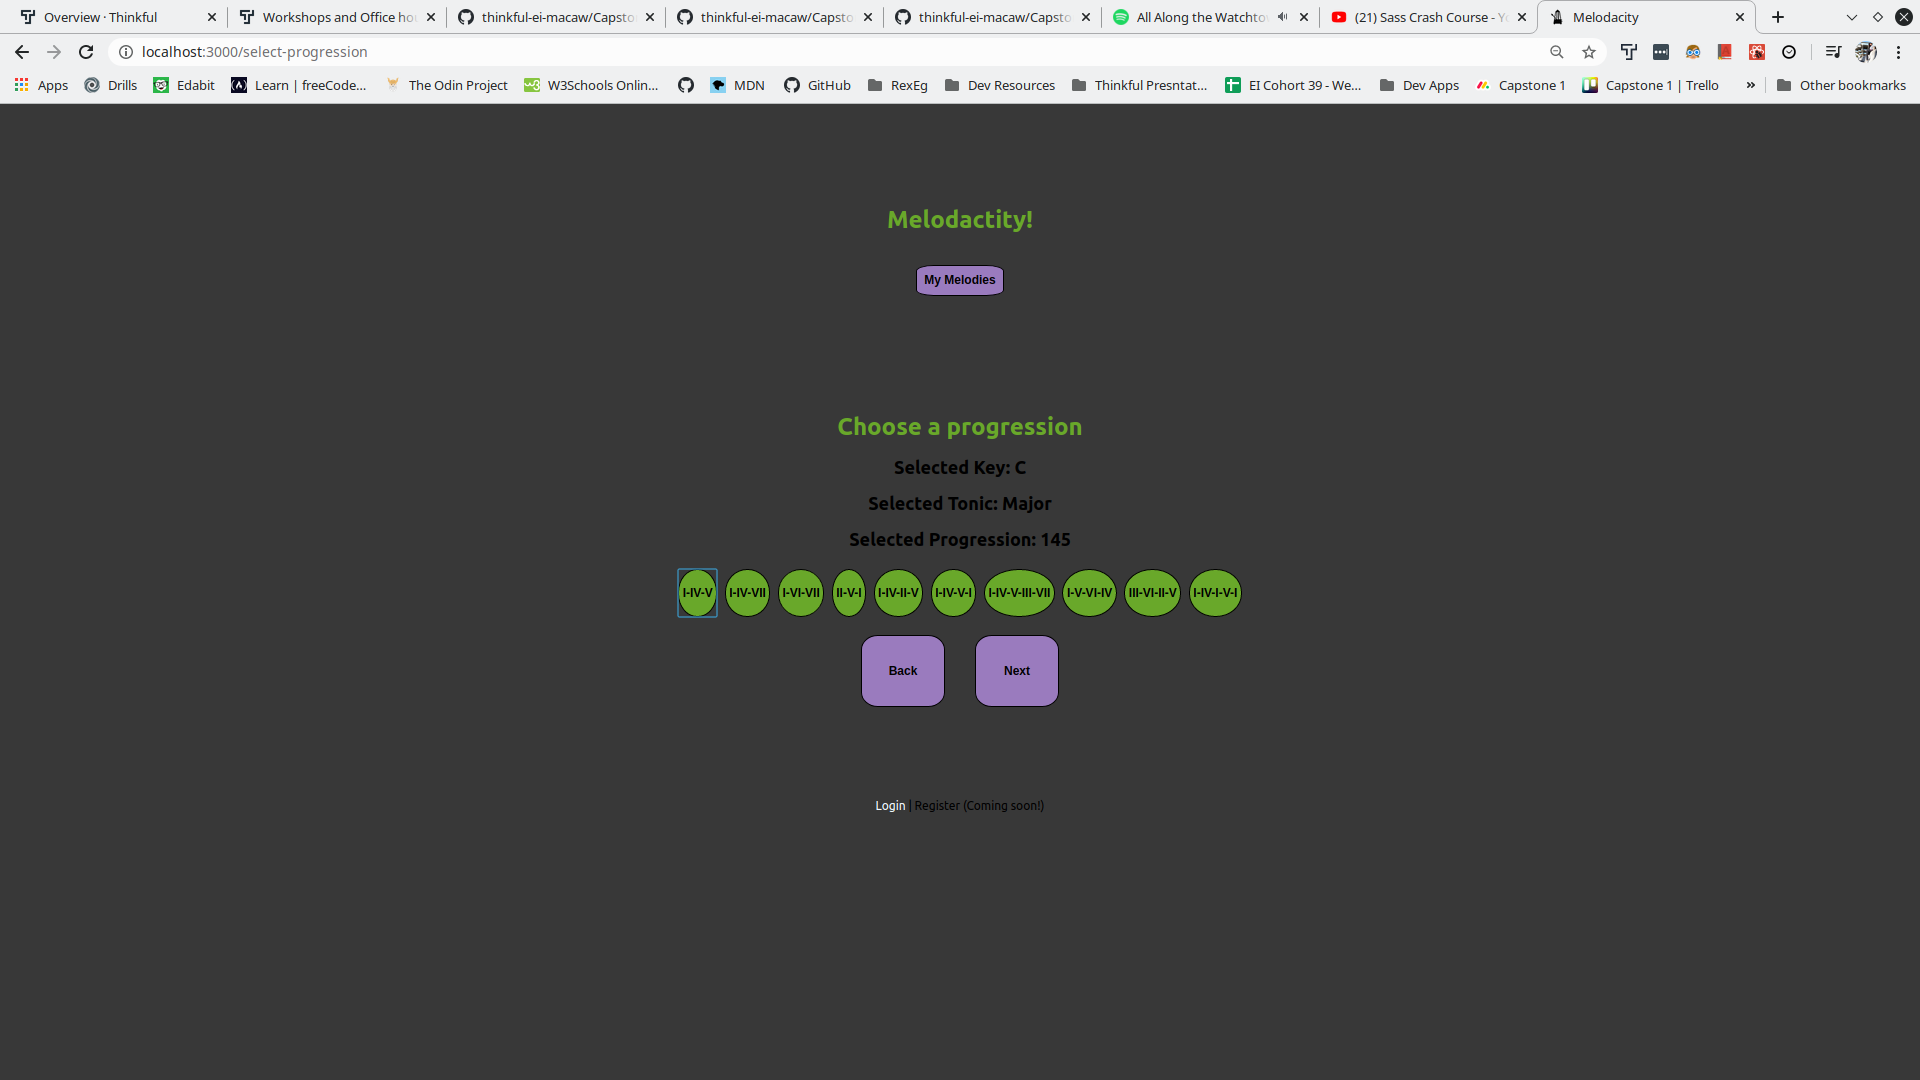 Overview · Thinkful
Workshops and Office ho
thinkful-ei-macaw/Capsto
thinkful-ei-macaw/Capsto
thinkful-ei-macaw/Capsto
All Along the Watchto
(21) Sass Crash Course - Y
Melodacity
localhost:3000/select-progression
Apps
Drills
Edabit
Learn | freeCode...
The Odin Project
W3Schools Onlin...
MDN
GitHub
RexEg
Dev Resources
Thinkful Presntat...
EI Cohort 39 - We...
Dev Apps
Capstone 1
Capstone 1 | Trello
»
Other bookmarks
Melodactity!
My Melodies
Choose a progression
Selected Key: C
Selected Tonic: Major
Selected Progression: 145
I-IV-V I-IV-VII I-VI-VII II-V-I I-IV-II-V I-IV-V-I I-IV-V-III-VII I-V-VI-IV III-VI-II-V I-IV-I-V-I
Back Next
Login | Register (Coming soon!)